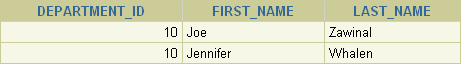 DEPARTMENT_ID FIRST_NAME LAST_NAME
10 Joe Zawinal
10 Jennifer Whalen